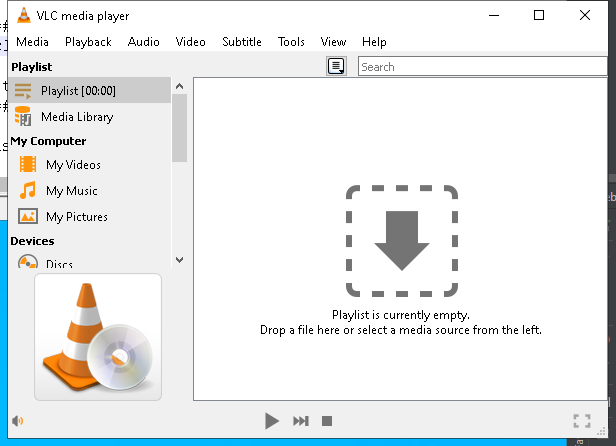 VLC media player
Media Playback Audio Video Subtitle Tools View Help
Playlist
Search
Playlist [00:00]
Media Library
My Computer
My Videos
My Music
My Pictures
Devices
Discs
Playlist is currently empty.
Drop a file here or select a media source from the left.